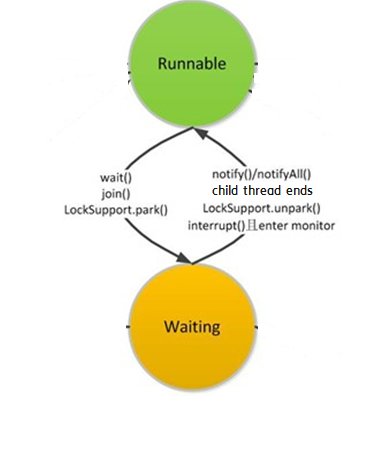 Runnable
wait()
join()
LockSupport.park()
notify()/notifyAll()
child thread ends
LockSupport.unpark()
interrupt()且enter monitor
Waiting